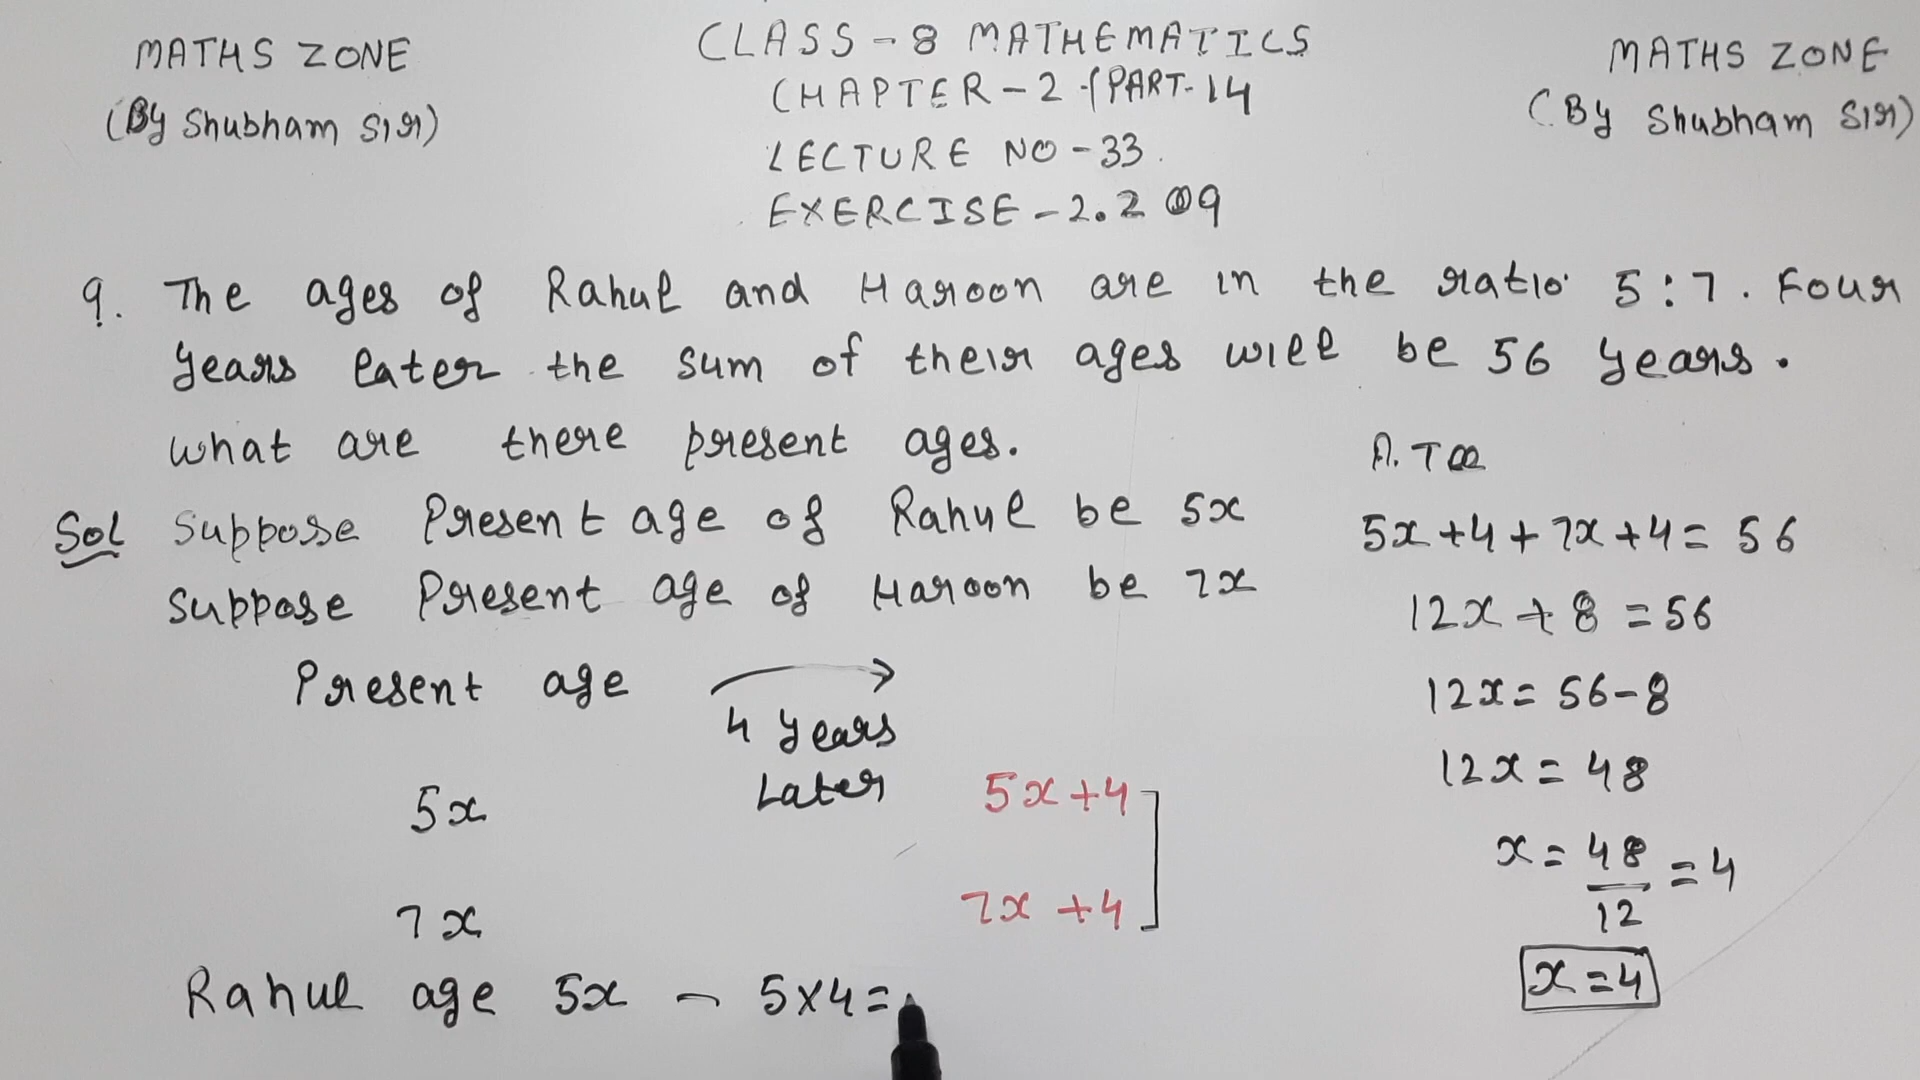 MATHS ZONE
(By Shubham Sir)
CLASS-8 MATHEMATICS
CHAPTER-2 (PART-14
LECTURE NO-33.
EXERCISE-2.2 Q9
MATHS ZONE
(By Shubham Sir)
9. The ages of Rahul and Haroon are in the ratio 5:7. Four
years later the sum of their ages will be 56 years.
what are there present ages.
Sol Suppose Present age of Rahul be 5x
Suppose Present age of Haroon be 7x
Present age
4 years
Later
5x
5x+4
7x
7x+4
Rahul age 5x - 5×4=
A.TQ
5x+4+7x+4=56
12x+8=56
12x=56-8
12x=48
x=48/12=4
x=4